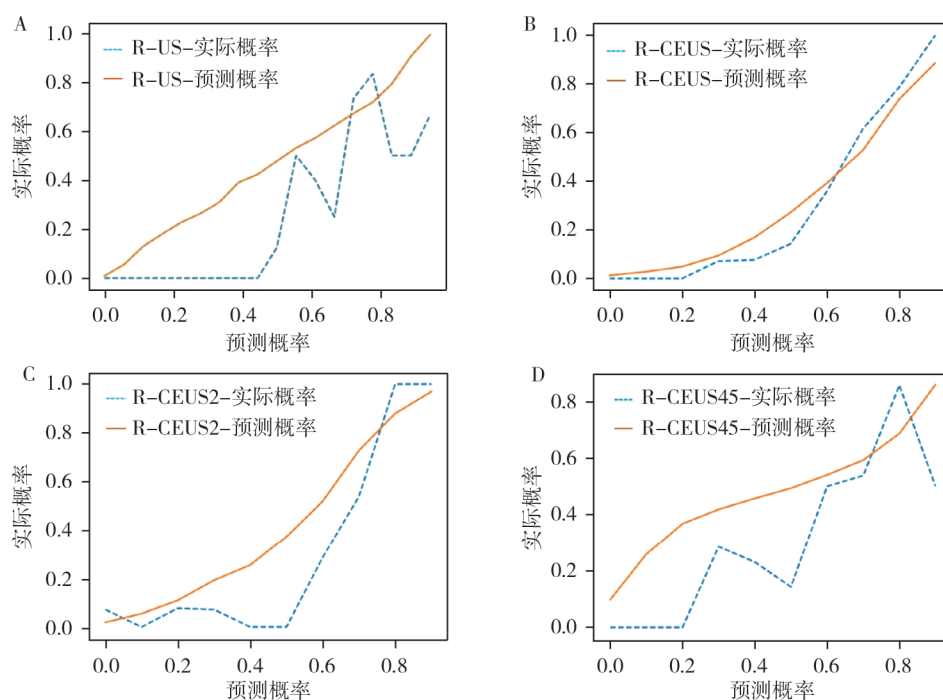 A
R-US-实际概率
R-US-预测概率
实际概率
1.0
0.8
0.6
0.4
0.2
0.0
0.0 0.2 0.4 0.6 0.8
预测概率
B
R-CEUS-实际概率
R-CEUS-预测概率
实际概率
1.0
0.8
0.6
0.4
0.2
0.0
0.0 0.2 0.4 0.6 0.8
预测概率
C
R-CEUS2-实际概率
R-CEUS2-预测概率
实际概率
1.0
0.8
0.6
0.4
0.2
0.0
0.0 0.2 0.4 0.6 0.8
预测概率
D
R-CEUS45-实际概率
R-CEUS45-预测概率
实际概率
0.8
0.6
0.4
0.2
0.0
0.0 0.2 0.4 0.6 0.8
预测概率